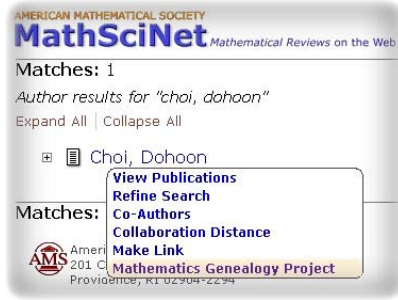 AMERICAN MATHEMATICAL SOCIETY
MathSciNet Mathematical Reviews on the Web
Matches: 1
Author results for "choi, dohoon"
Expand All | Collapse All
Choi, Dohoon
View Publications
Refine Search
Co-Authors
Collaboration Distance
Matches:
Make Link
AMS
201 C
Mathematics Genealogy Project
Providence, RI 02904-2294